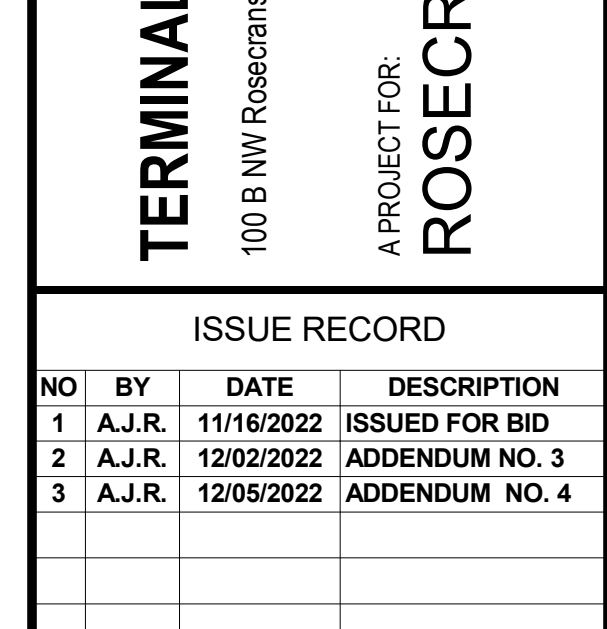 TERMINAL
100 B NW Rosecrans
A PROJECT FOR:
ROSECR
ISSUE RECORD
NO BY DATE DESCRIPTION
1 A.J.R. 11/16/2022 ISSUED FOR BID
2 A.J.R. 12/02/2022 ADDENDUM NO. 3
3 A.J.R. 12/05/2022 ADDENDUM NO. 4